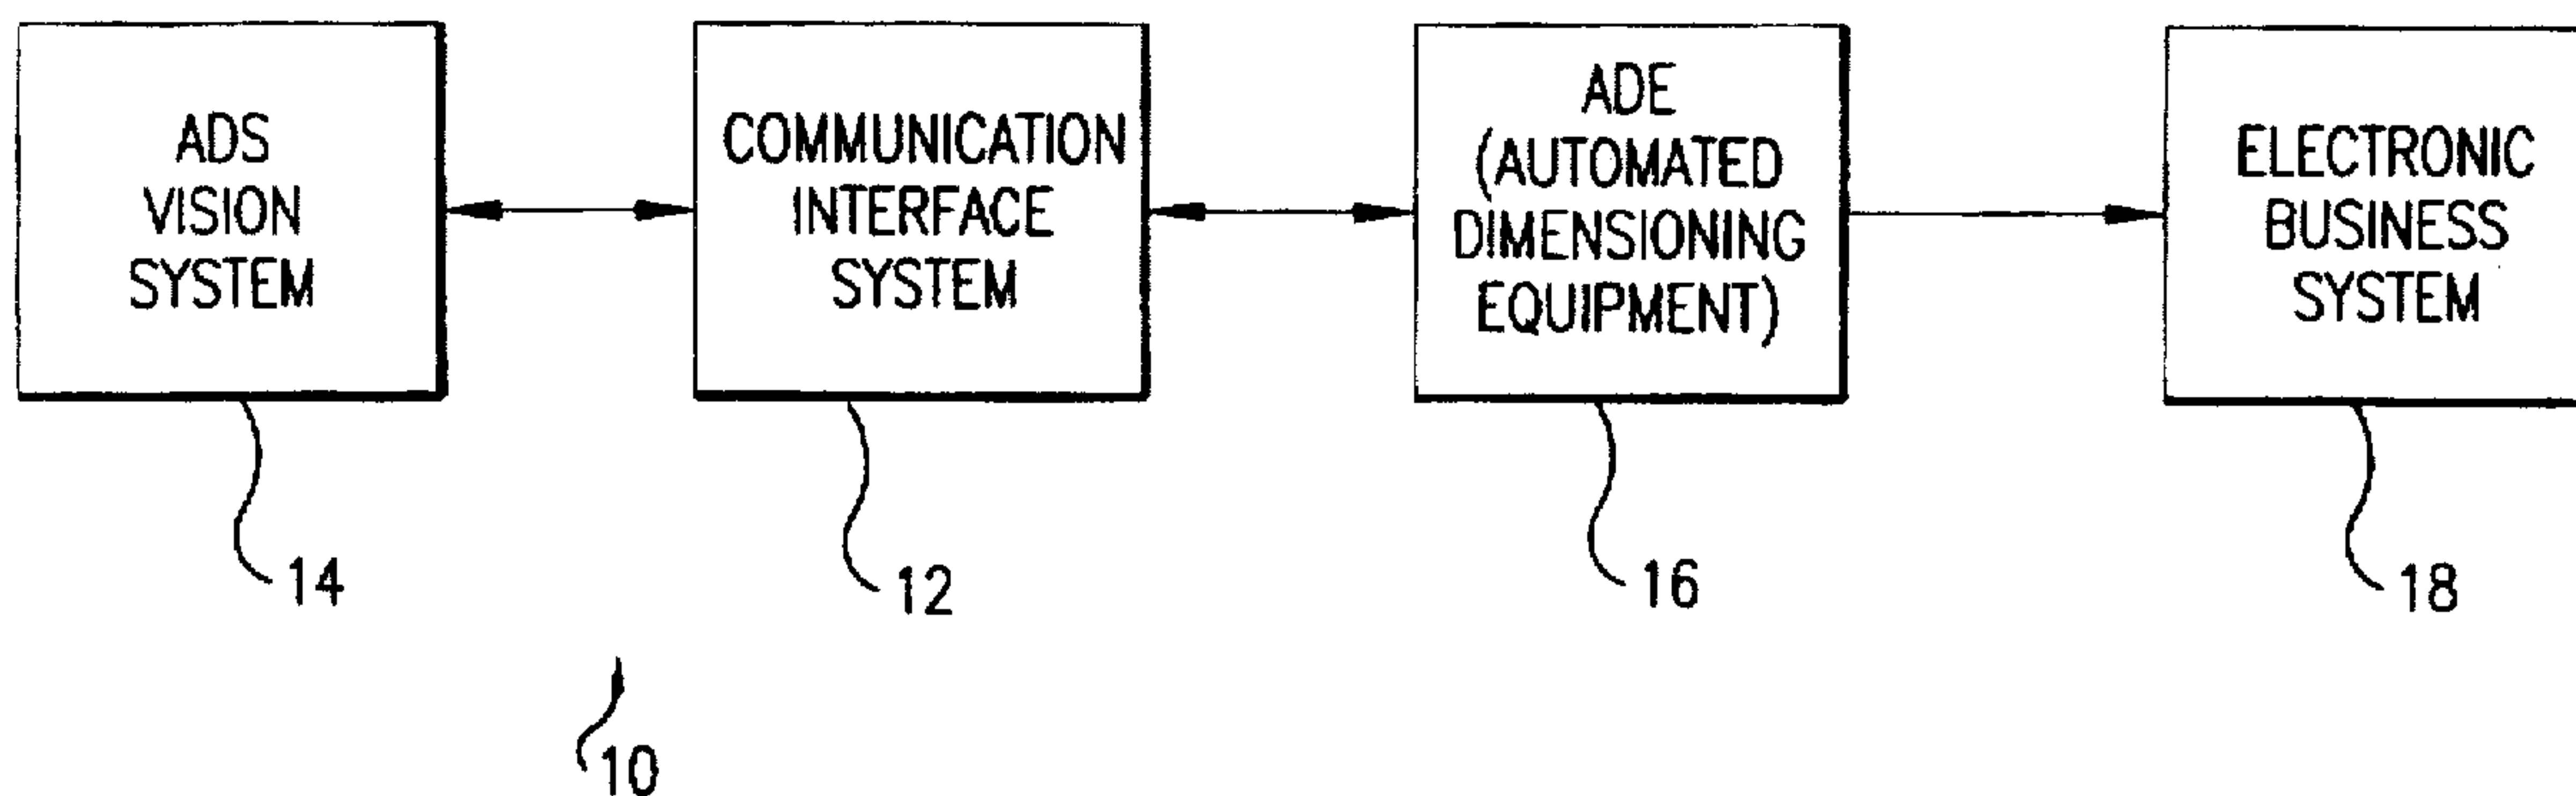 ADS
VISION
SYSTEM
COMMUNICATION
INTERFACE
SYSTEM
ADE
(AUTOMATED
DIMENSIONING
EQUIPMENT)
ELECTRONIC
BUSINESS
SYSTEM
14
12
16
18
10